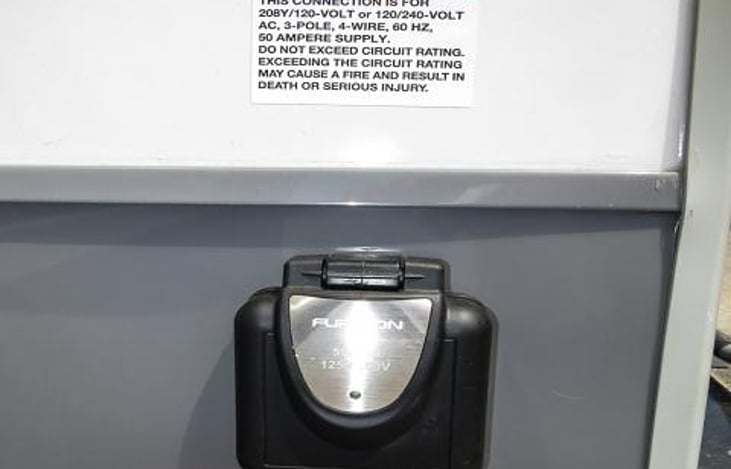 THIS CONNECTION IS FOR
208Y/120-VOLT or 120/240-VOLT
AC, 3-POLE, 4-WIRE, 60 HZ,
50 AMPERE SUPPLY.
DO NOT EXCEED CIRCUIT RATING.
EXCEEDING THE CIRCUIT RATING
MAY CAUSE A FIRE AND RESULT IN
DEATH OR SERIOUS INJURY.